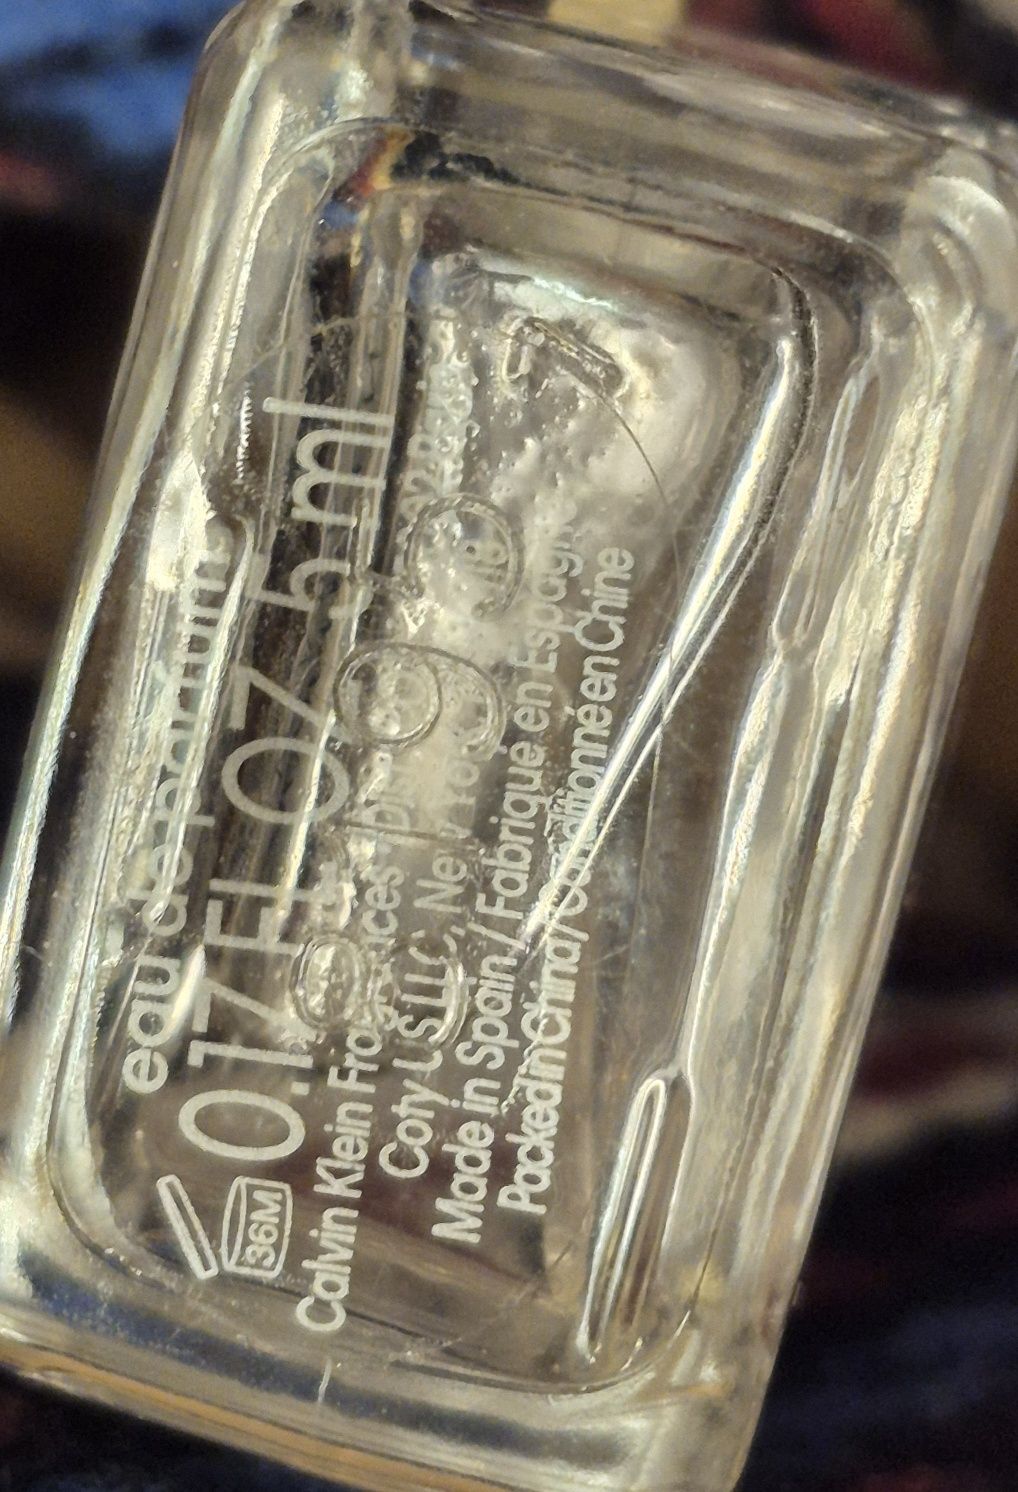 eau de parfum
0.17 Fl OZ 5 ml
36M
Calvin Klein Fragrances
Coty US LLC, New York
Made in Spain / Fabriqué en Espagne
Packed in China / Conditionné en Chine